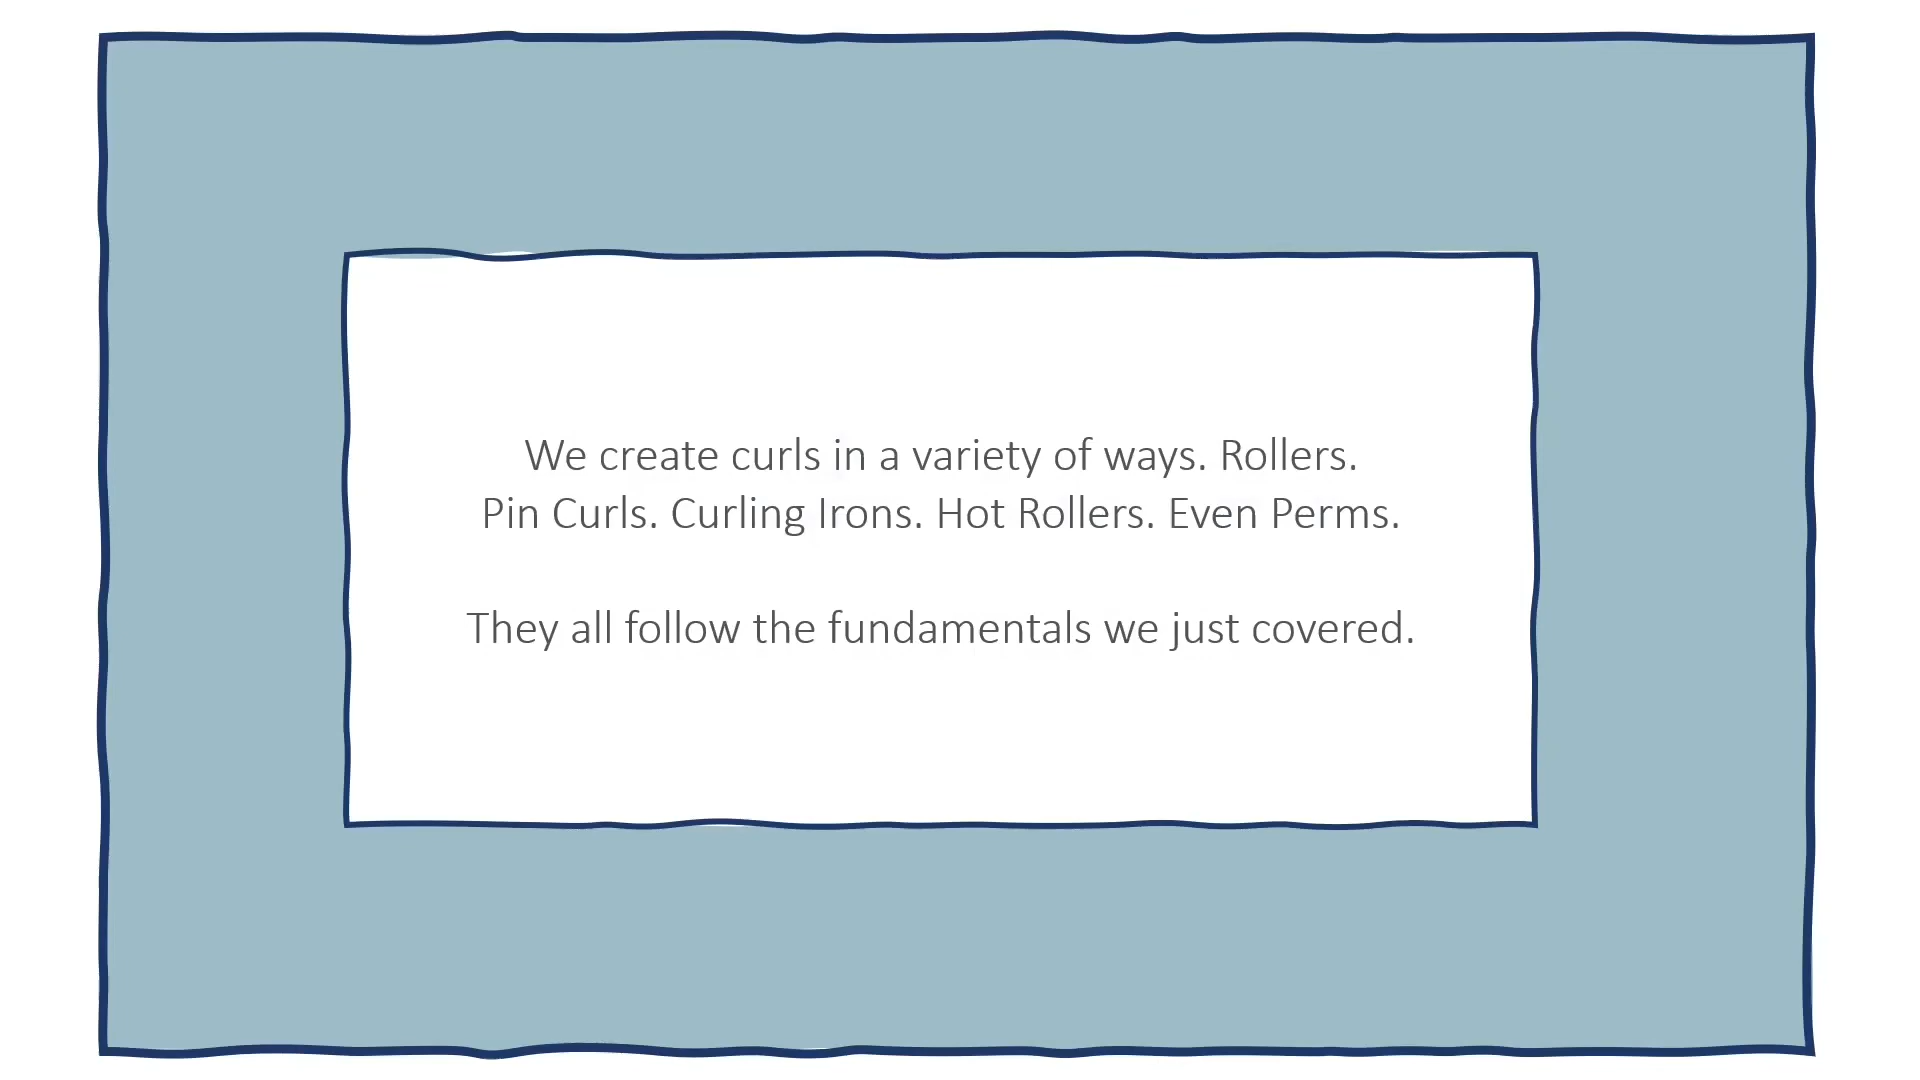 We create curls in a variety of ways. Rollers.
Pin Curls. Curling Irons. Hot Rollers. Even Perms.
They all follow the fundamentals we just covered.